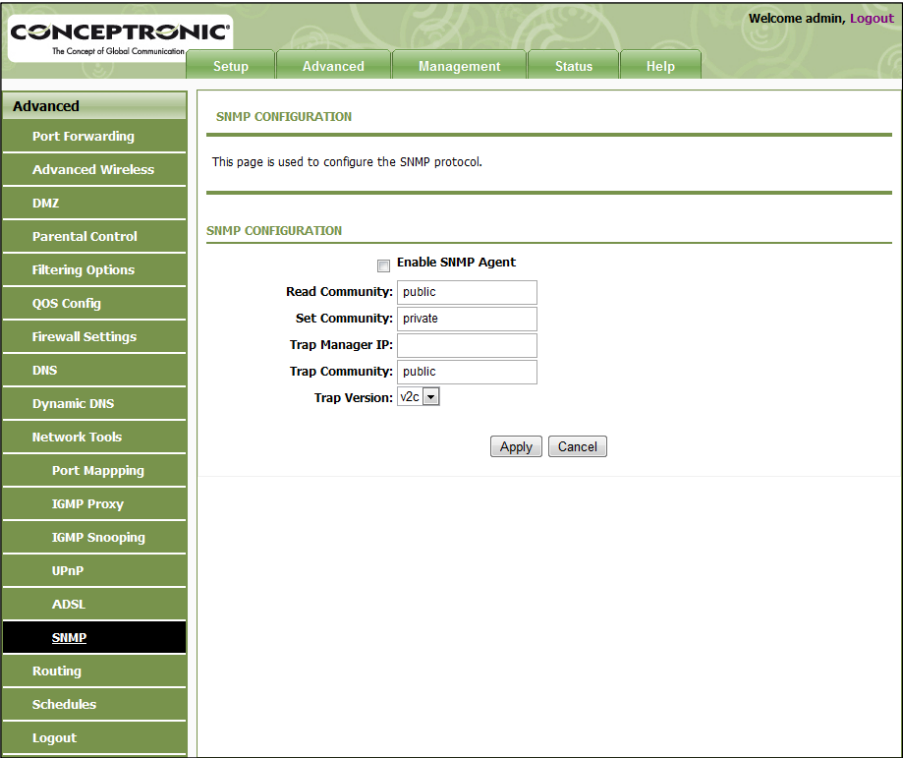 Welcome admin, Logout
CONCEPTRONIC®
The Concept of Global Communication.
Setup Advanced Management Status Help
Advanced
Port Forwarding
Advanced Wireless
DMZ
Parental Control
Filtering Options
QOS Config
Firewall Settings
DNS
Dynamic DNS
Network Tools
Port Mappping
IGMP Proxy
IGMP Snooping
UPnP
ADSL
SNMP
Routing
Schedules
Logout
SNMP CONFIGURATION
This page is used to configure the SNMP protocol.
SNMP CONFIGURATION
Enable SNMP Agent
Read Community: public
Set Community: private
Trap Manager IP:
Trap Community: public
Trap Version: v2c
Apply Cancel